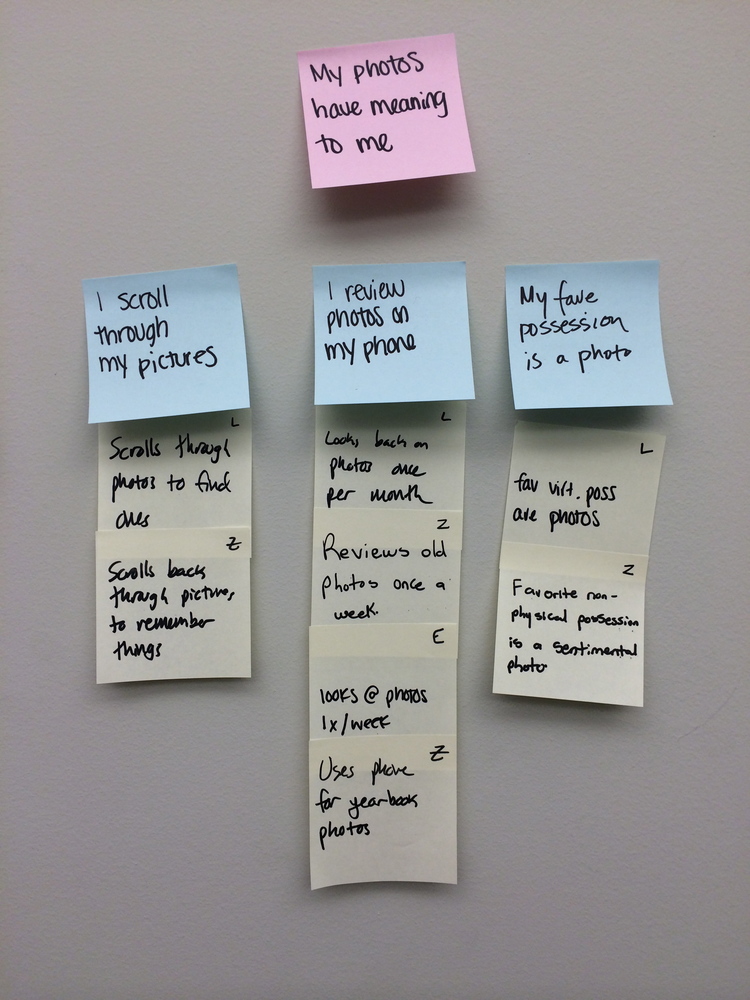 My photos
have meaning
to me
I scroll
through
my pictures
L
Scrolls through
photos to find
ones
Z
Scrolls back
through pictures
to remember
things
I review
photos on
my phone
L
Looks back on
photos once
per month
Z
Reviews old
photos once a
week.
E
looks @ photos
1x/week
Z
Uses phone
for yearbook
photos
My fave
possession
is a photo
L
fav virt. poss
are photos
Z
Favorite non-
physical possession
is a sentimental
photo